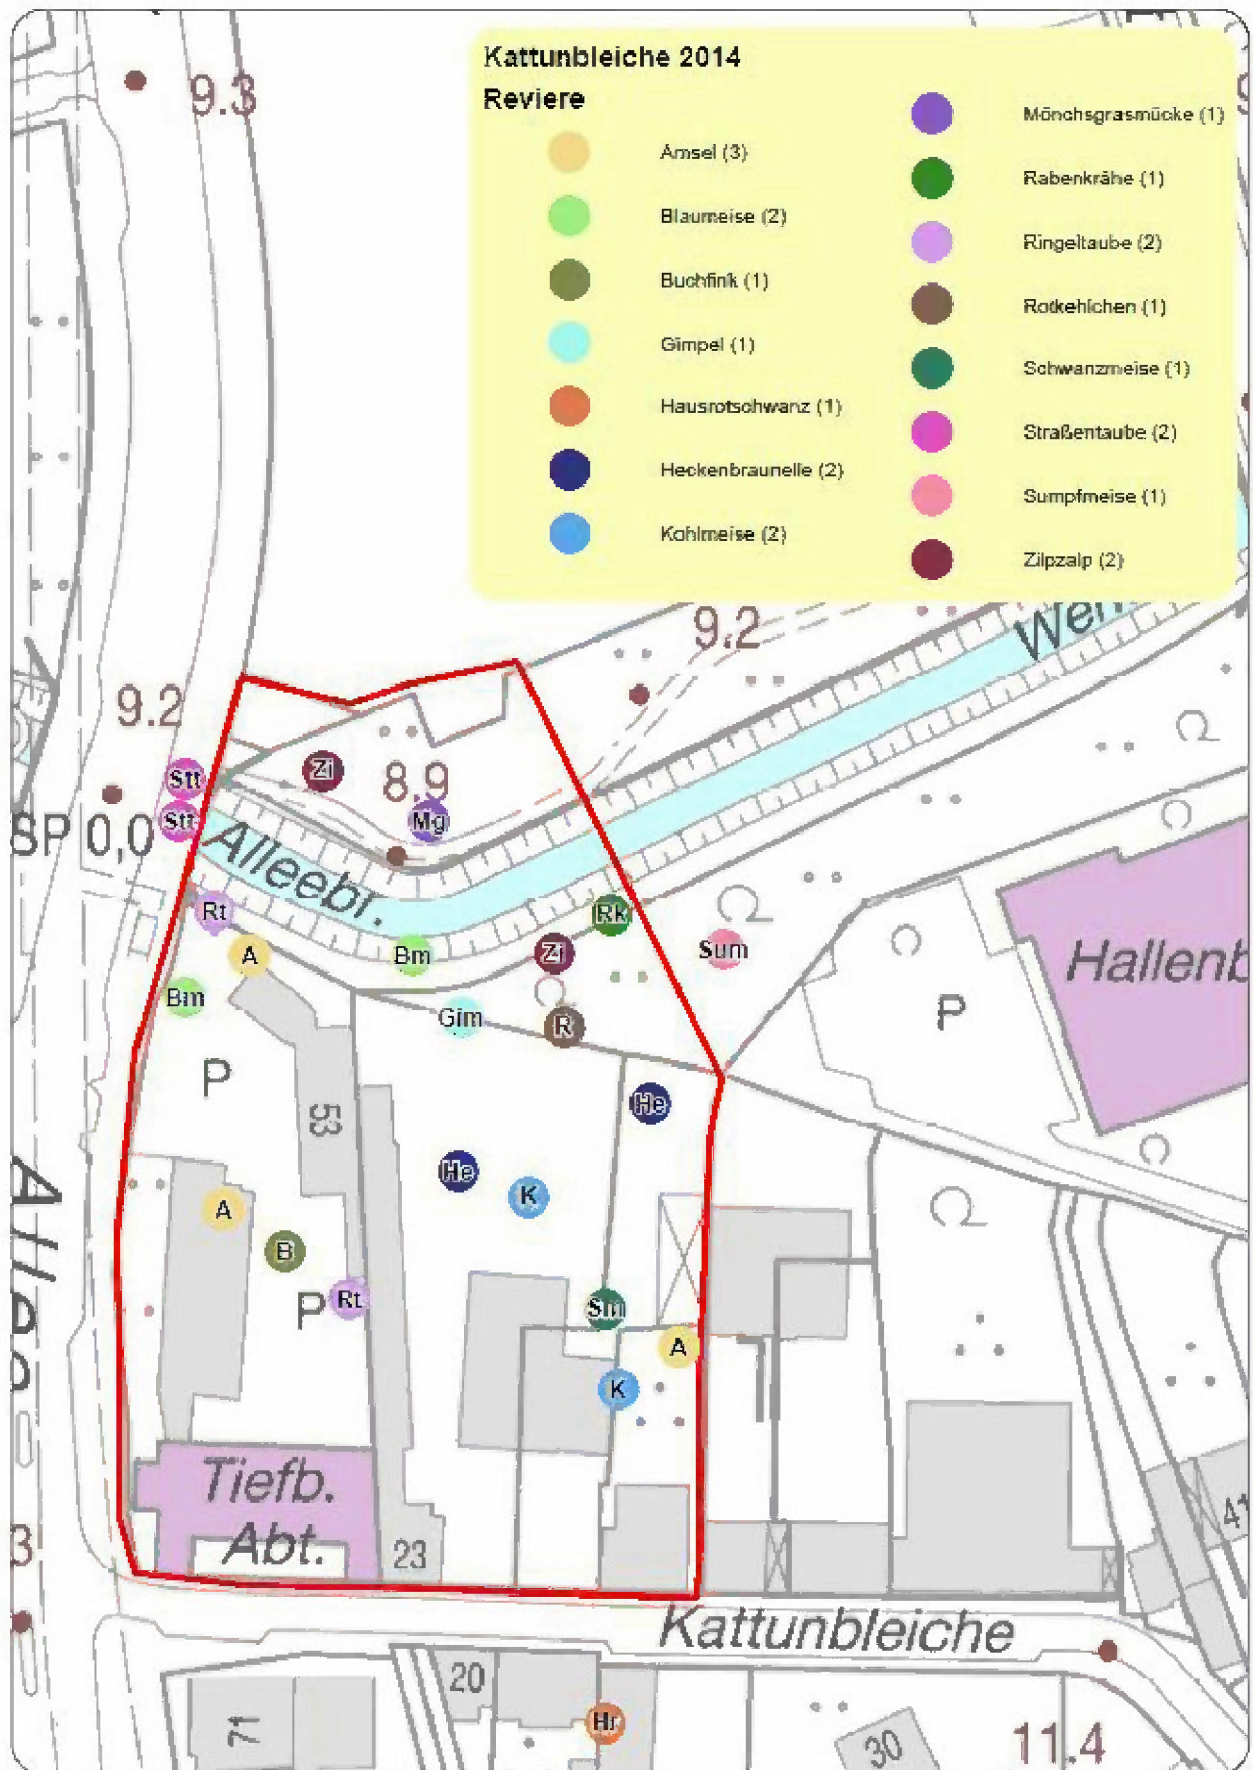 Kattunbleiche 2014
Reviere
Amsel (3)
Blaumeise (2)
Buchfink (1)
Gimpel (1)
Hausrotschwanz (1)
Heckenbraunelle (2)
Kohlmeise (2)
Mönchsgrasmücke (1)
Rabenkrähe (1)
Ringeltaube (2)
Rotkehlchen (1)
Schwanzmeise (1)
Straßentaube (2)
Sumpfmeise (1)
Zilpzalp (2)
9.3
9.2
9.2
Stt
Zi
8.9
Mg
Stt
SP 0,0
Alleebr.
Rt
Rk
A
Bm
Zi
Sum
Hallenb
Bm
Gim
R
P
P
53
He
He
K
A
B
P
Rt
Sm
A
K
Allee
Tiefb.
Abt.
23
41
3
Kattunbleiche
20
71
Hr
30
11.4